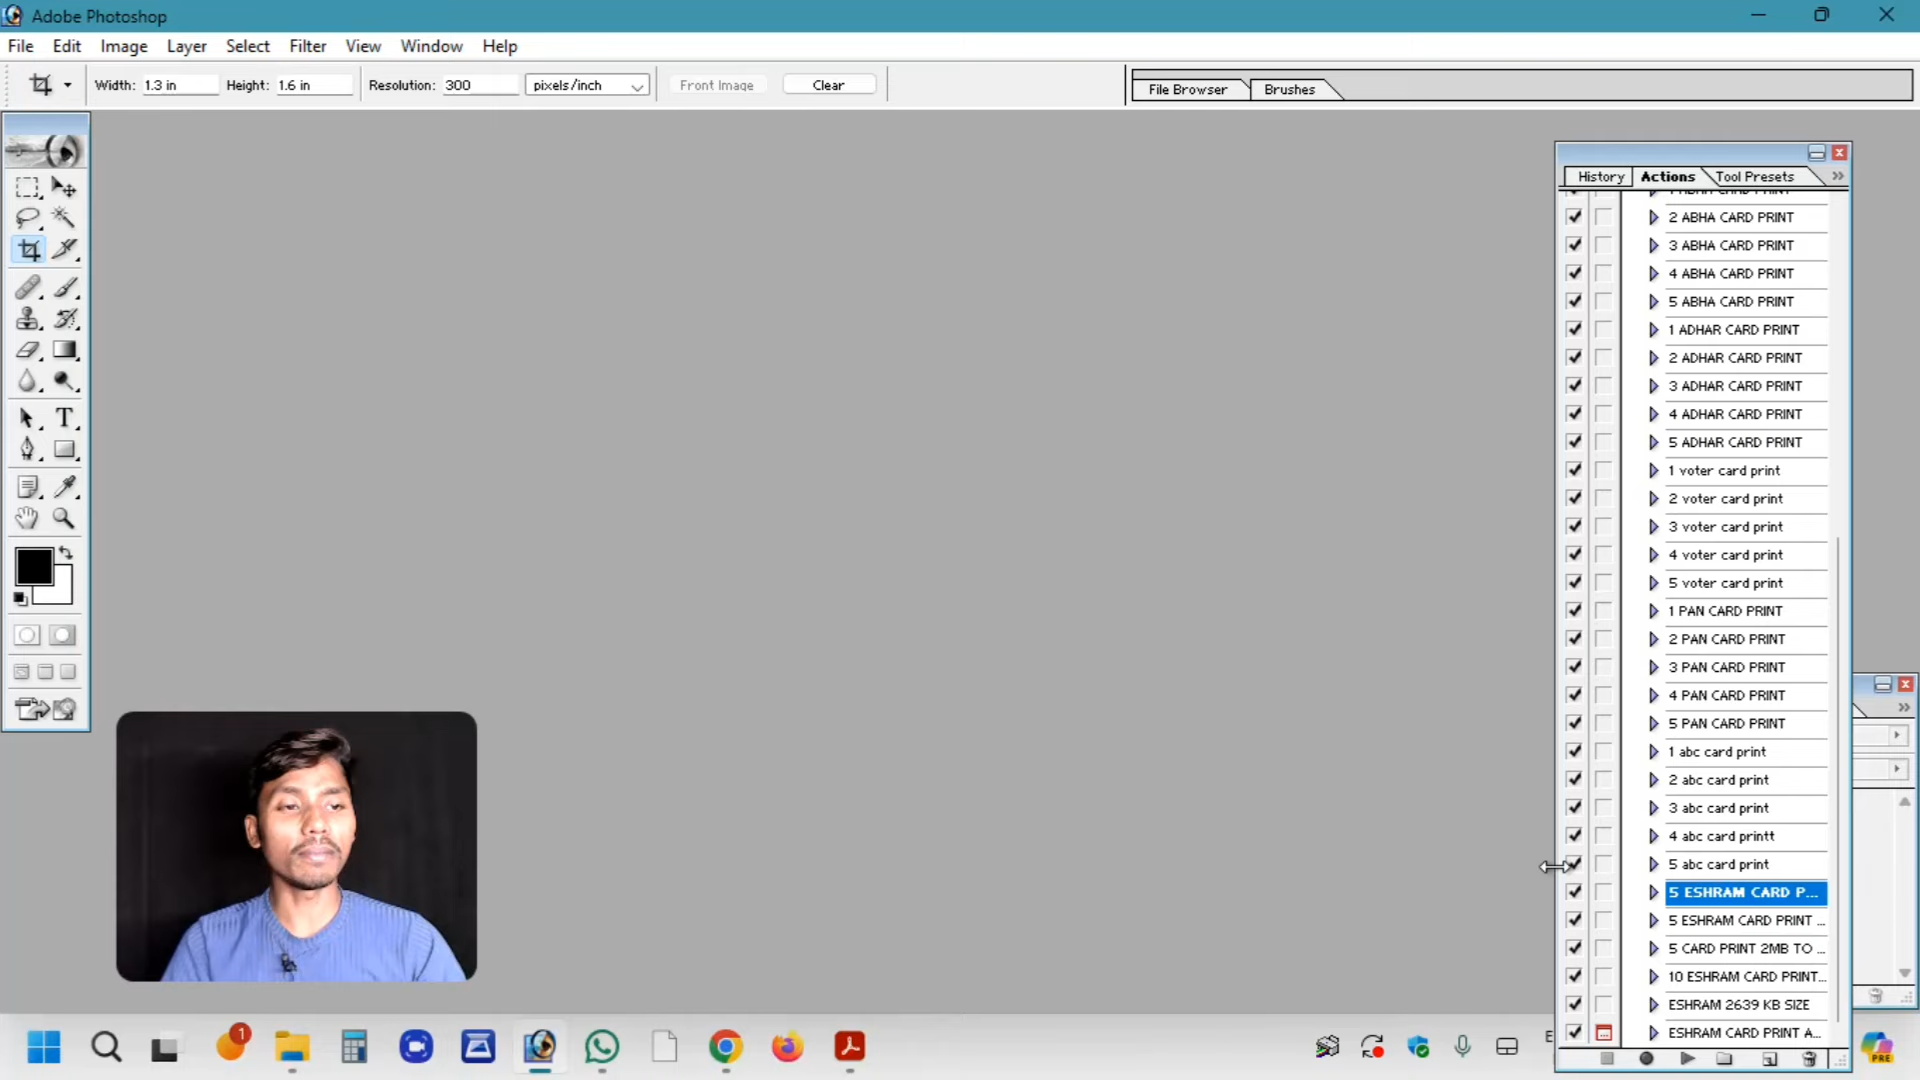 Adobe Photoshop
File Edit Image Layer Select Filter View Window Help
Width: 1.3 in Height: 1.6 in Resolution: 300 pixels/inch Front Image Clear File Browser Brushes
History Actions Tool Presets
2 ABHA CARD PRINT
3 ABHA CARD PRINT
4 ABHA CARD PRINT
5 ABHA CARD PRINT
1 ADHAR CARD PRINT
2 ADHAR CARD PRINT
3 ADHAR CARD PRINT
4 ADHAR CARD PRINT
5 ADHAR CARD PRINT
1 voter card print
2 voter card print
3 voter card print
4 voter card print
5 voter card print
1 PAN CARD PRINT
2 PAN CARD PRINT
3 PAN CARD PRINT
4 PAN CARD PRINT
5 PAN CARD PRINT
1 abc card print
2 abc card print
3 abc card print
4 abc card printt
5 abc card print
5 ESHRAM CARD P...
5 ESHRAM CARD PRINT ...
5 CARD PRINT 2MB TO ...
10 ESHRAM CARD PRINT...
ESHRAM 2639 KB SIZE
ESHRAM CARD PRINT A...
1
PRE